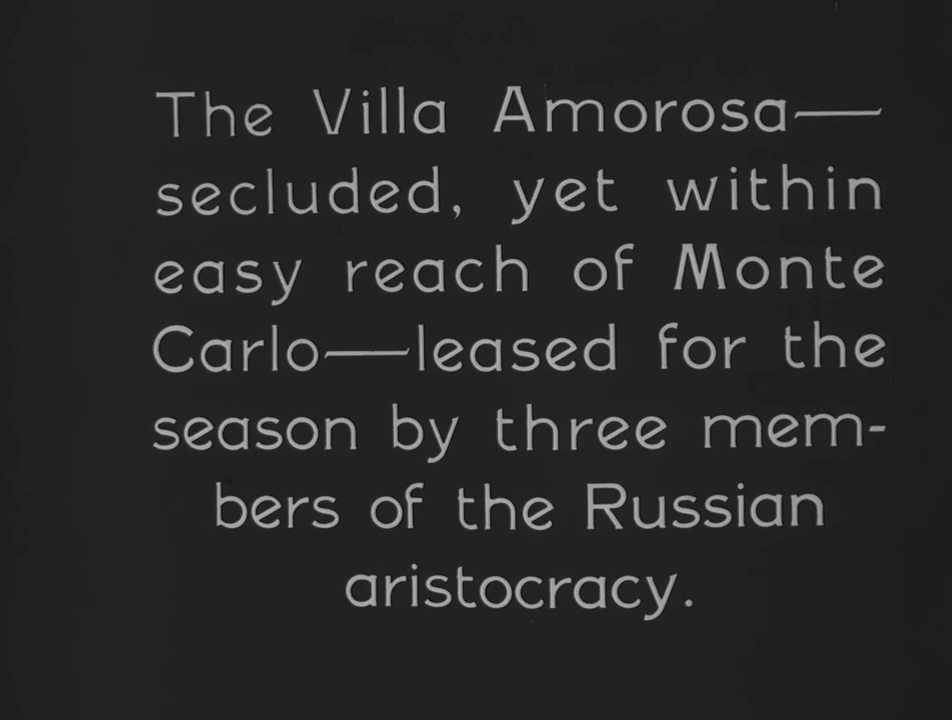 The Villa Amorosa—
secluded, yet within
easy reach of Monte
Carlo—leased for the
season by three mem-
bers of the Russian
aristocracy.